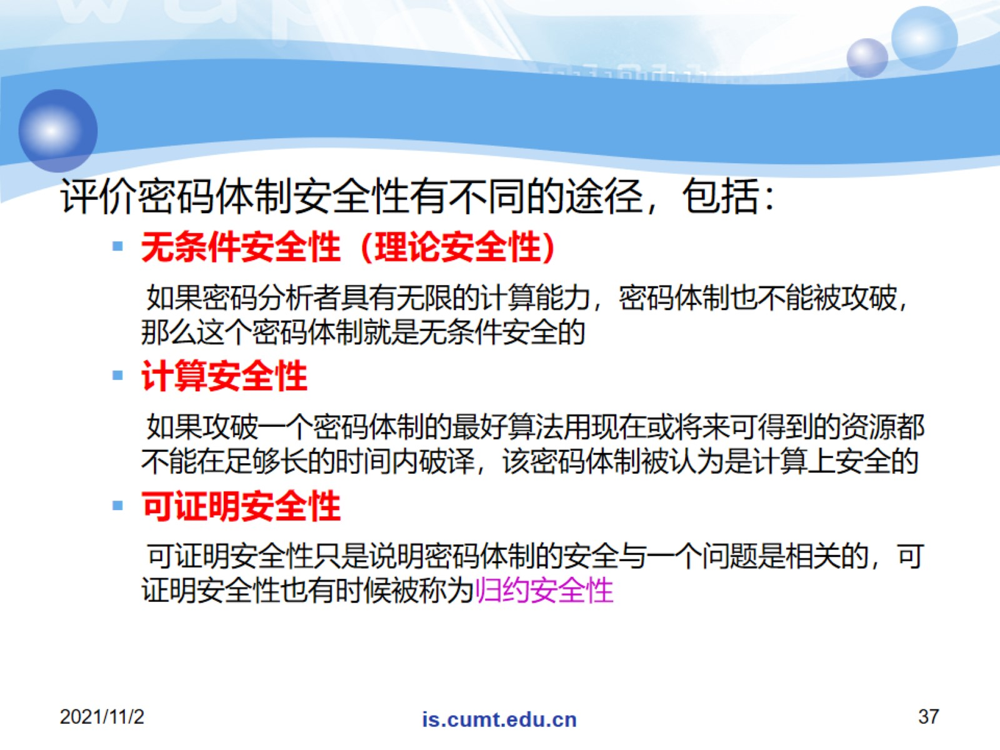 评价密码体制安全性有不同的途径，包括：
无条件安全性（理论安全性）
如果密码分析者具有无限的计算能力，密码体制也不能被攻破，
那么这个密码体制就是无条件安全的
计算安全性
如果攻破一个密码体制的最好算法用现在或将来可得到的资源都
不能在足够长的时间内破译，该密码体制被认为是计算上安全的
可证明安全性
可证明安全性只是说明密码体制的安全与一个问题是相关的，可
证明安全性也有时候被称为归约安全性
2021/11/2
is.cumt.edu.cn
37